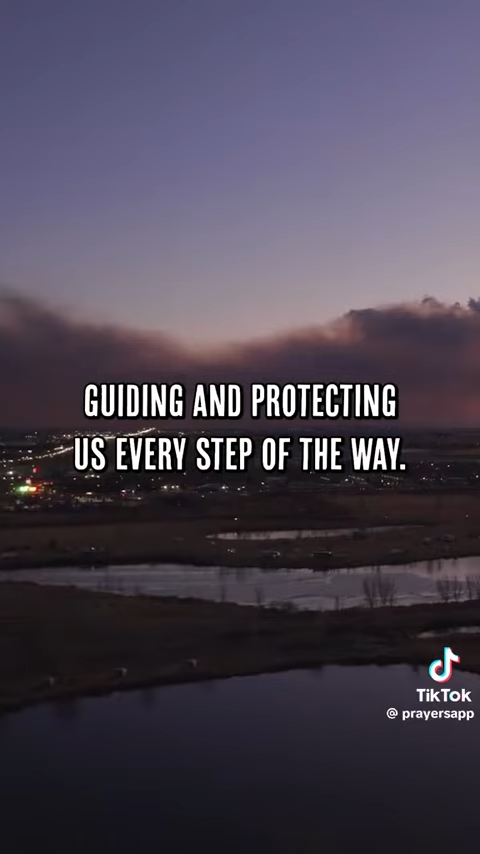 GUIDING AND PROTECTING
US EVERY STEP OF THE WAY.
TikTok
@ prayersapp